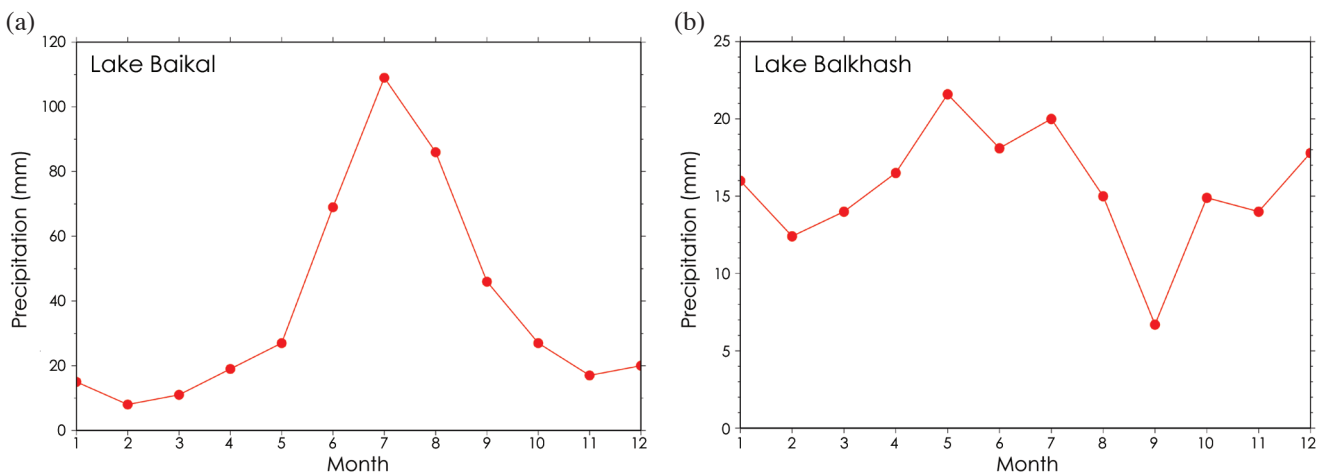 (a)
Lake Baikal
Precipitation (mm)
120
100
80
60
40
20
0
1 2 3 4 5 6 7 8 9 10 11 12
Month
(b)
Lake Balkhash
Precipitation (mm)
25
20
15
10
5
0
1 2 3 4 5 6 7 8 9 10 11 12
Month